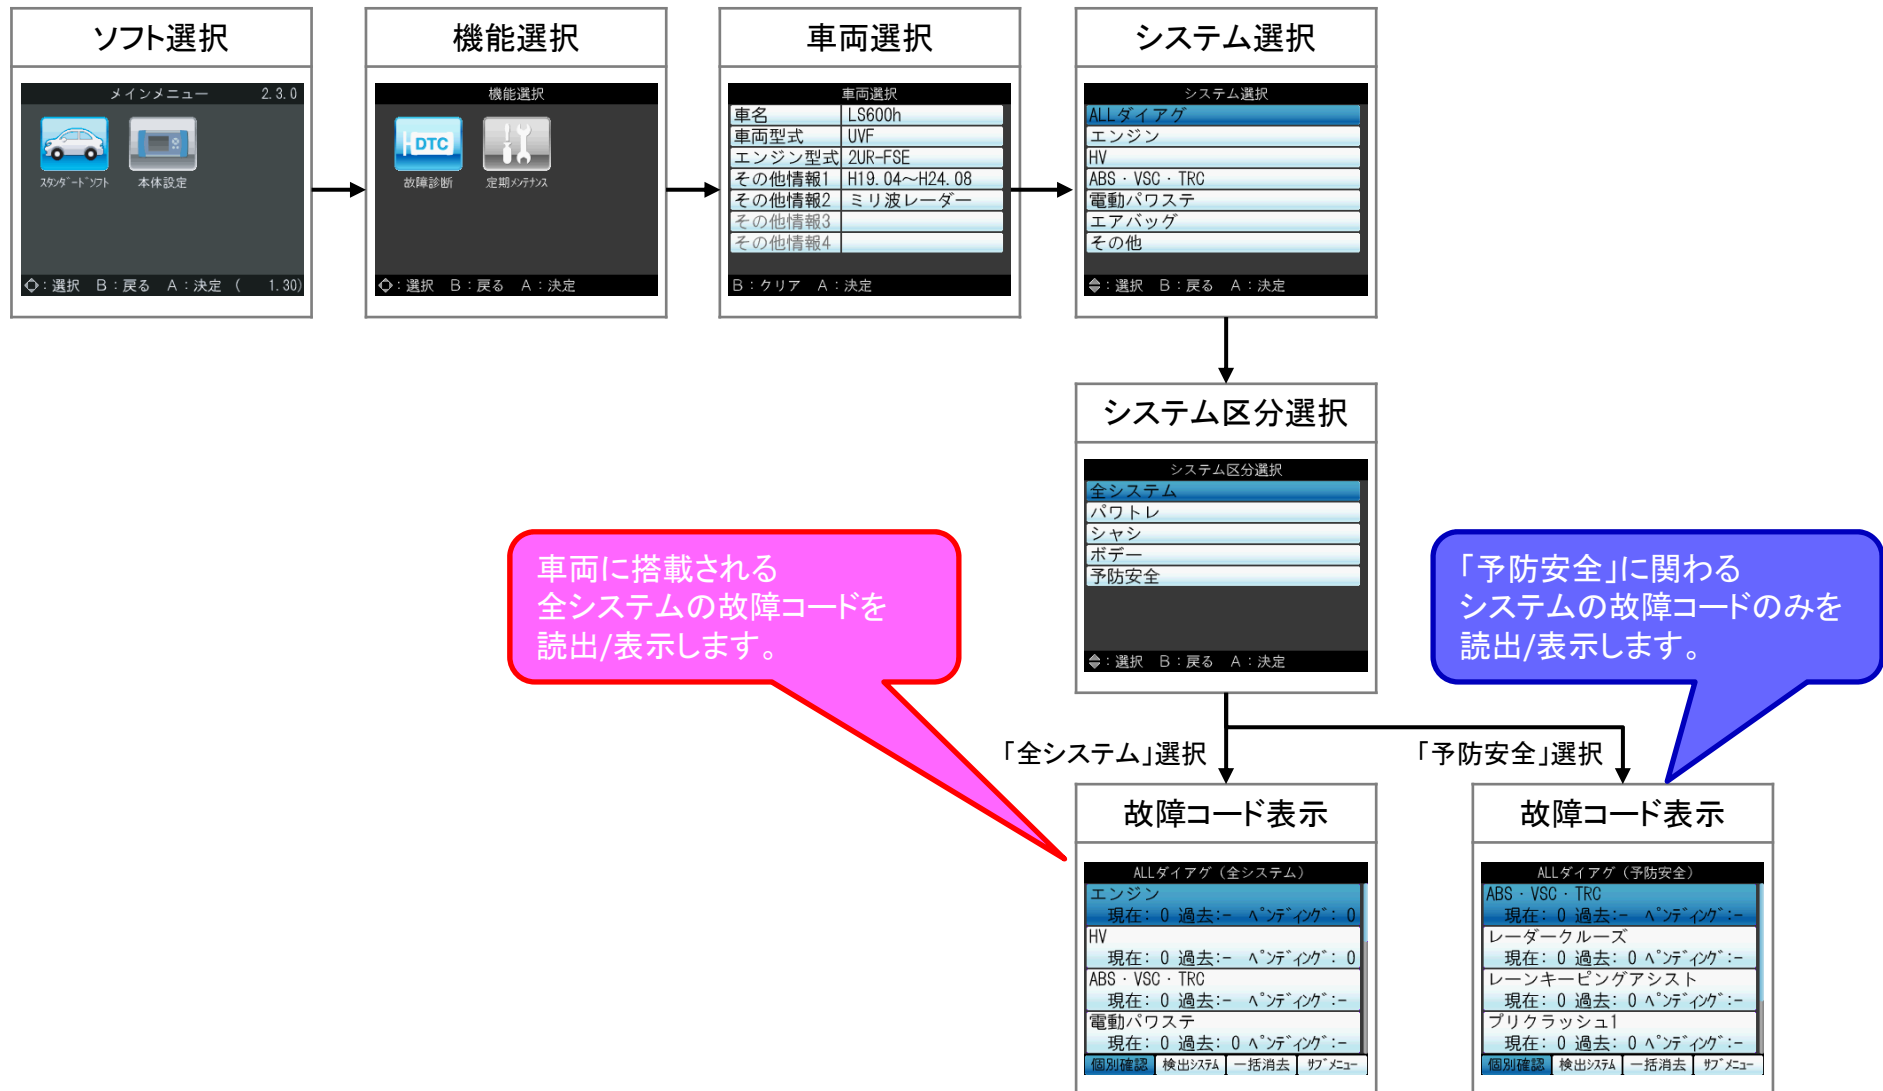 ソフト選択
メインメニュー 2.3.0
スタンダードソフト 本体設定
:選択 B:戻る A:決定 ( 1.30)
機能選択
機能選択
DTC
故障診断 定期メンテナンス
:選択 B:戻る A:決定
車両選択
車両選択
車名 LS600h
車両型式 UVF
エンジン型式 2UR-FSE
その他情報1 H19.04～H24.08
その他情報2 ミリ波レーダー
その他情報3
その他情報4
B:クリア A:決定
システム選択
システム選択
ALLダイアグ
エンジン
HV
ABS・VSC・TRC
電動パワステ
エアバッグ
その他
:選択 B:戻る A:決定
システム区分選択
システム区分選択
全システム
パワトレ
シャシ
ボデー
予防安全
:選択 B:戻る A:決定
車両に搭載される
全システムの故障コードを
読出/表示します。
「予防安全」に関わる
システムの故障コードのみを
読出/表示します。
「全システム」選択
「予防安全」選択
故障コード表示
ALLダイアグ（全システム）
エンジン
現在: 0 過去:- ペンディング: 0
HV
現在: 0 過去:- ペンディング: 0
ABS・VSC・TRC
現在: 0 過去:- ペンディング:-
電動パワステ
現在: 0 過去: 0 ペンディング:-
個別確認 検出システム 一括消去 サブメニュー
故障コード表示
ALLダイアグ（予防安全）
ABS・VSC・TRC
現在: 0 過去:- ペンディング:-
レーダークルーズ
現在: 0 過去: 0 ペンディング:-
レーンキーピングアシスト
現在: 0 過去: 0 ペンディング:-
プリクラッシュ1
現在: 0 過去: 0 ペンディング:-
個別確認 検出システム 一括消去 サブメニュー